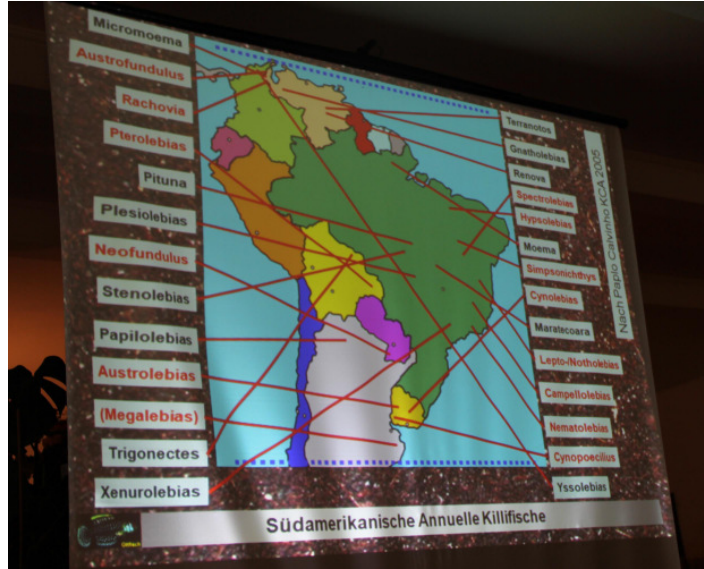 Micromoema
Austrofundulus
Rachovia
Pterolebias
Pituna
Plesiolebias
Neofundulus
Stenolebias
Papilolebias
Austrolebias
(Megalebias)
Trigonectes
Xenurolebias
Terranotos
Gnatholebias
Renova
Spectrolebias
Hypsolebias
Moema
Simpsonichthys
Cynolebias
Maratecoara
Lepto-/Notholebias
Campellolebias
Nematolebias
Cynopoecilius
Yssolebias
Nach Paplo Calvinho KCA 2005
Südamerikanische Annuelle Killifische